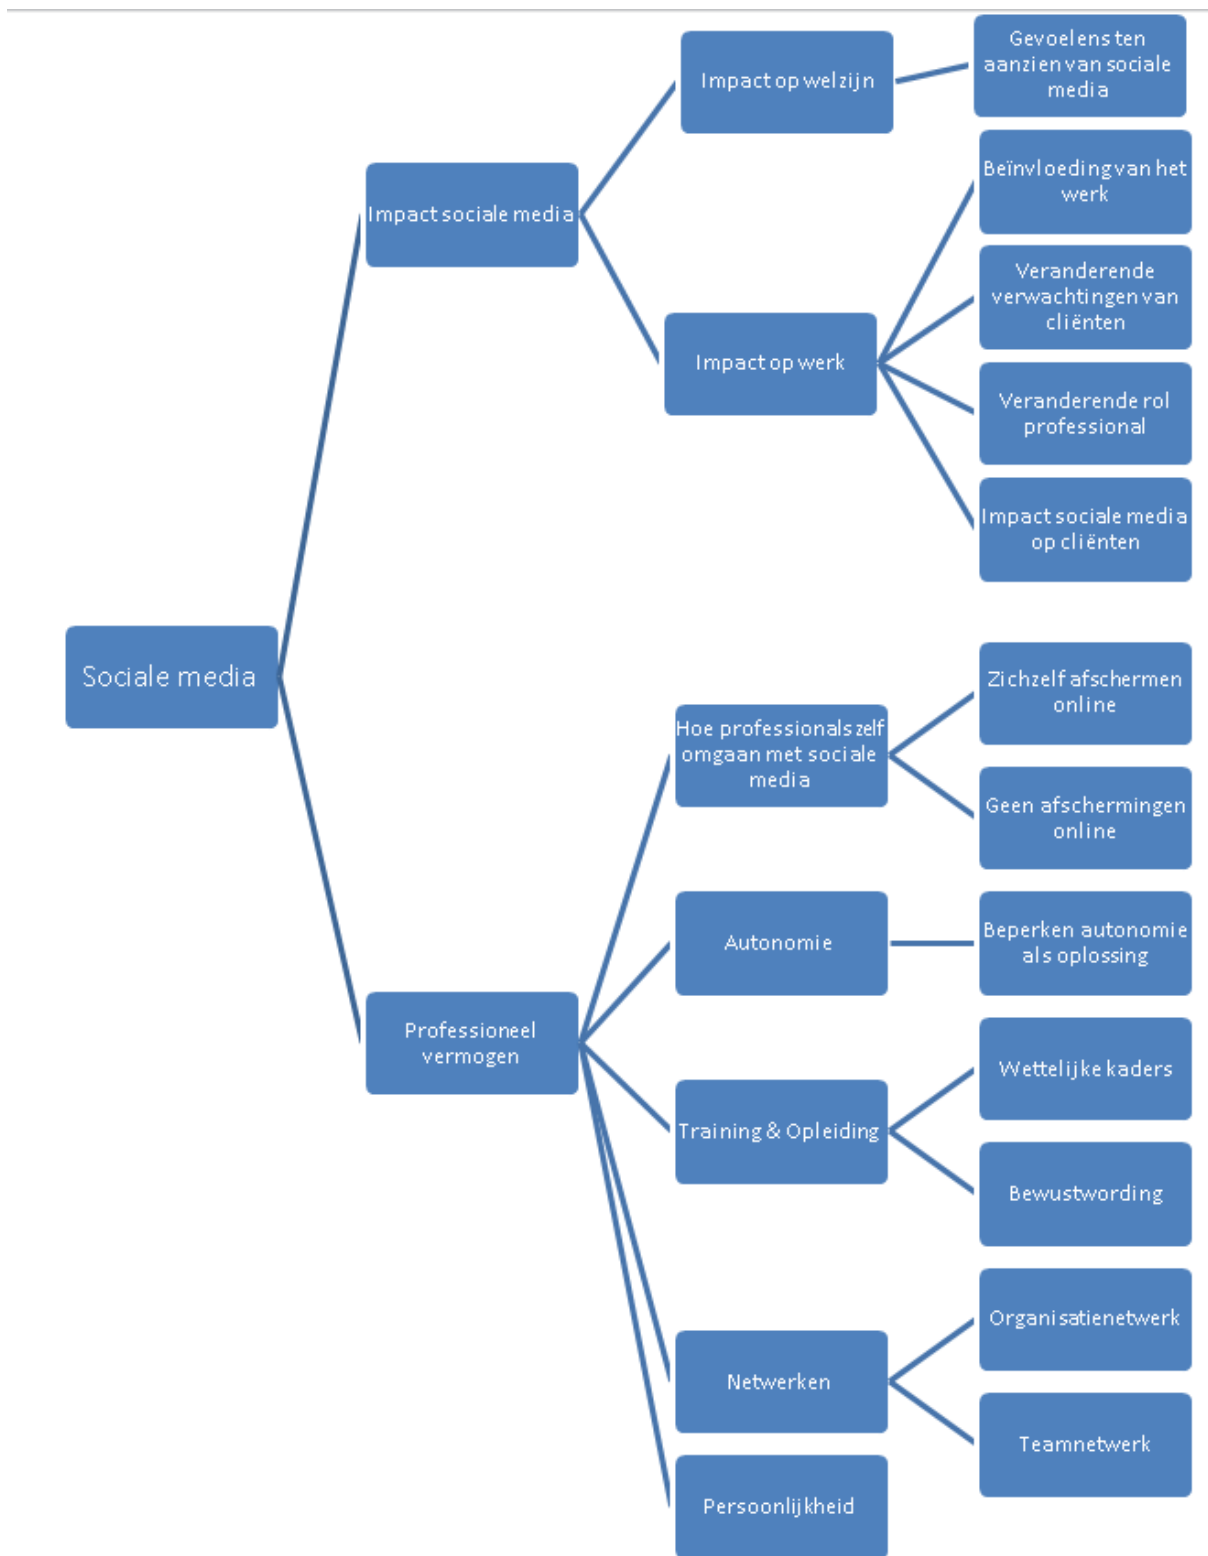 Sociale media
Impact sociale media
Impact op welzijn
Gevoelens ten
aanzien van sociale
media
Impact op werk
Beïnvloeding van het
werk
Veranderende
verwachtingen van
cliënten
Veranderende rol
professional
Impact sociale media
op cliënten
Professioneel
vermogen
Hoe professionals zelf
omgaan met sociale
media
Zichzelf afschermen
online
Geen afschermingen
online
Autonomie
Beperken autonomie
als oplossing
Training & Opleiding
Wettelijke kaders
Bewustwording
Netwerken
Organisatienetwerk
Teamnetwerk
Persoonlijkheid